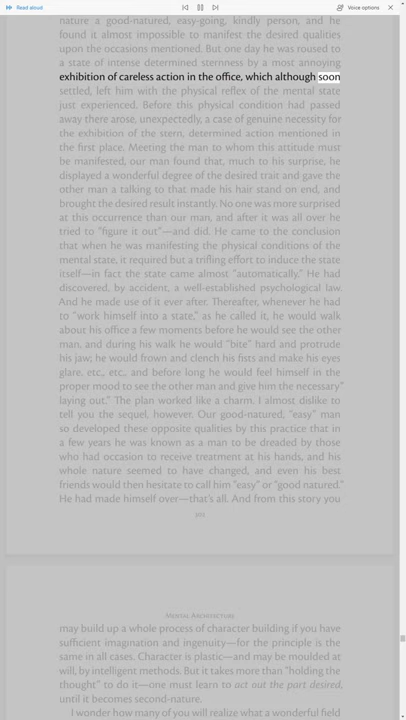 Read aloud
Voice options
nature a good-natured, easy-going, kindly person, and he
found it almost impossible to manifest the desired qualities
upon the occasions mentioned. But one day he was roused to
a state of intense determined sternness by a most annoying
exhibition of careless action in the office, which although soon
settled, left him with the physical reflex of the mental state
just experienced. Before this physical condition had passed
away there arose, unexpectedly, a case of genuine necessity for
the exhibition of the stern, determined action mentioned in
the first place. Meeting the man to whom this attitude must
be manifested, our man found that, much to his surprise, he
displayed a wonderful degree of the desired trait and gave the
other man a talking to that made his hair stand on end, and
brought the desired result instantly. No one was more surprised
at this occurrence than our man, and after it was all over he
tried to "figure it out"—and did. He came to the conclusion
that when he was manifesting the physical conditions of the
mental state, it required but a trifling effort to induce the state
itself—in fact the state came almost "automatically." He had
discovered, by accident, a well-established psychological law.
And he made use of it ever after. Thereafter, whenever he had
to "work himself into a state," as he called it, he would walk
about his office a few moments before he would see the other
man, and during his walk he would "bite" hard and protrude
his jaw; he would frown and clench his fists and make his eyes
glare, etc., etc., and before long he would feel himself in the
proper mood to see the other man and give him the necessary"
laying out." The plan worked like a charm. I almost dislike to
tell you the sequel, however. Our good-natured, "easy" man
so developed these opposite qualities by this practice that in
a few years he was known as a man to be dreaded by those
who had occasion to receive treatment at his hands, and his
whole nature seemed to have changed, and even his best
friends would then hesitate to call him "easy" or "good natured."
He had made himself over—that's all. And from this story you
Mental Architecture
may build up a whole process of character building if you have
sufficient imagination and ingenuity—for the principle is the
same in all cases. Character is plastic—and may be moulded at
will, by intelligent methods. But it takes more than "holding the
thought" to do it—one must learn to act out the part desired,
until it becomes second-nature.
I wonder how many of you will realize what a wonderful field